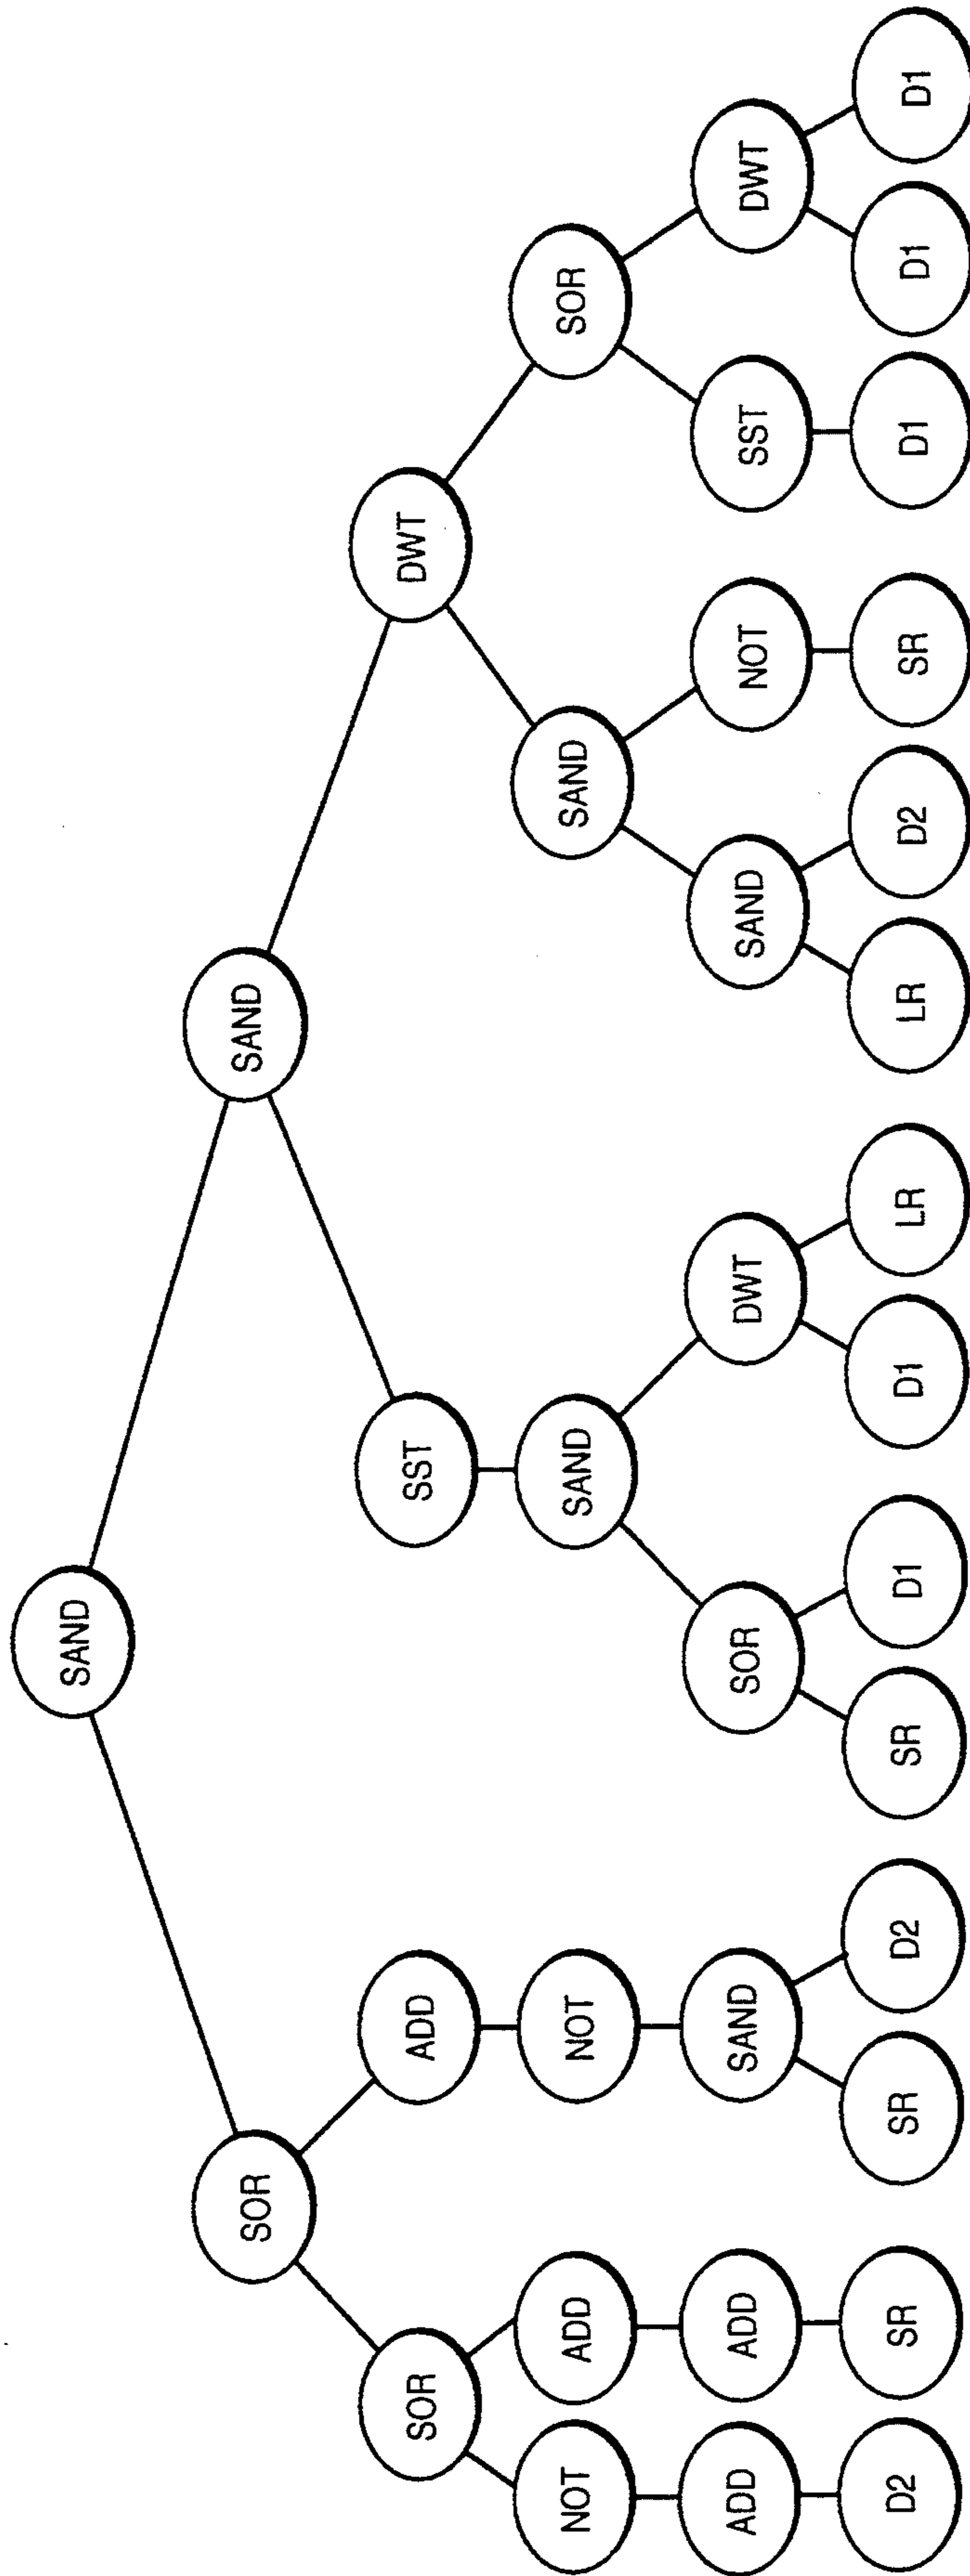 SAND
SOR SAND
SOR ADD SST DWT
NOT ADD NOT SAND SAND SOR
ADD ADD SAND SOR DWT SAND NOT SST DWT
D2 SR SR D2 SR D1 D1 LR LR D2 SR D1 D1 D1